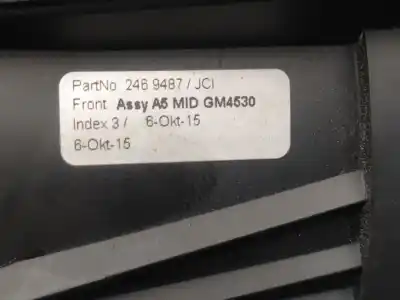 PartNo 246 9487 / JCI
Front Assy A5 MID GM4530
Index 3 / 6-Okt-15
6-Okt-15